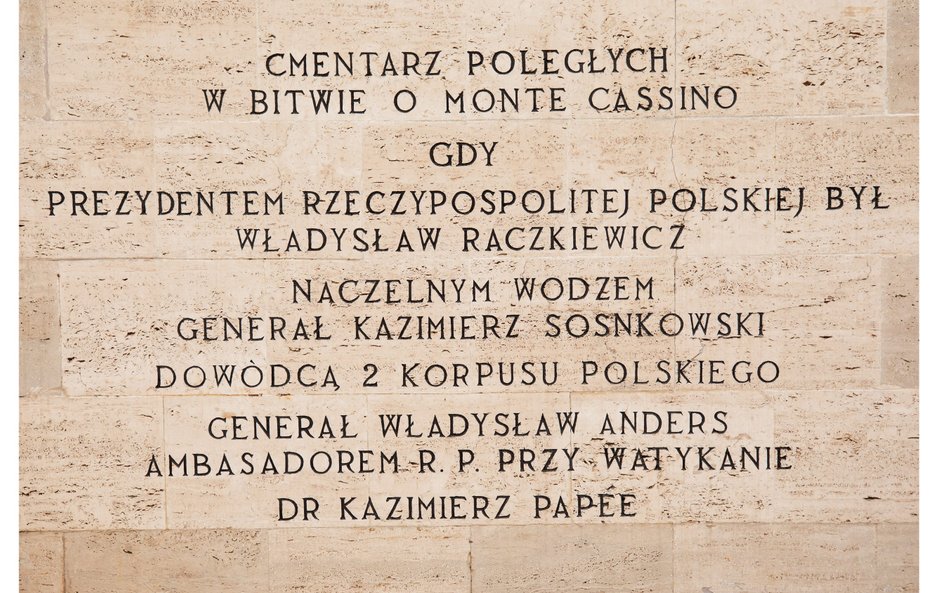 CMENTARZ POLEGŁYCH
W BITWIE O MONTE CASSINO
GDY
PREZYDENTEM RZECZYPOSPOLITEJ POLSKIEJ BYŁ
WŁADYSŁAW RACZKIEWICZ
NACZELNYM WODZEM
GENERAŁ KAZIMIERZ SOSNKOWSKI
DOWÒDCĄ 2 KORPUSU POLSKIEGO
GENERAŁ WŁADYSŁAW ANDERS
AMBASADOREM R. P. PRZY WATYKANIE
DR KAZIMIERZ PAPÉE